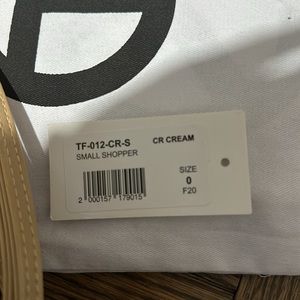 TF-012-CR-S CR CREAM
SMALL SHOPPER
SIZE
0
F20
2 000157 179015